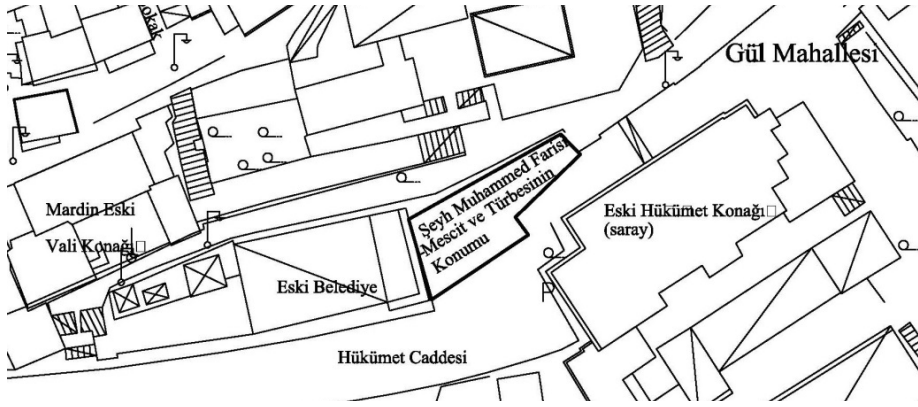 okak
Gül Mahallesi
Şeyh Muhammed Farisi
Mescit ve Türbesinin
Konumu
Mardin Eski
Vali Konağı
Eski Hükümet Konağı
(saray)
Eski Belediye
Hükümet Caddesi